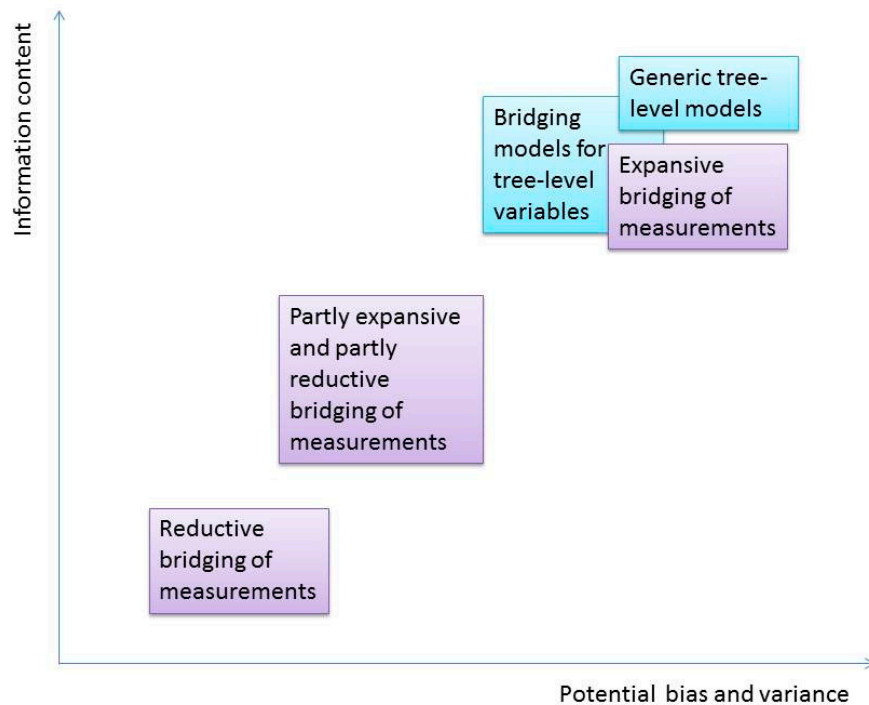 Information content
Generic tree-
level models
Bridging
models for
tree-level
variables
Expansive
bridging of
measurements
Partly expansive
and partly
reductive
bridging of
measurements
Reductive
bridging of
measurements
Potential bias and variance